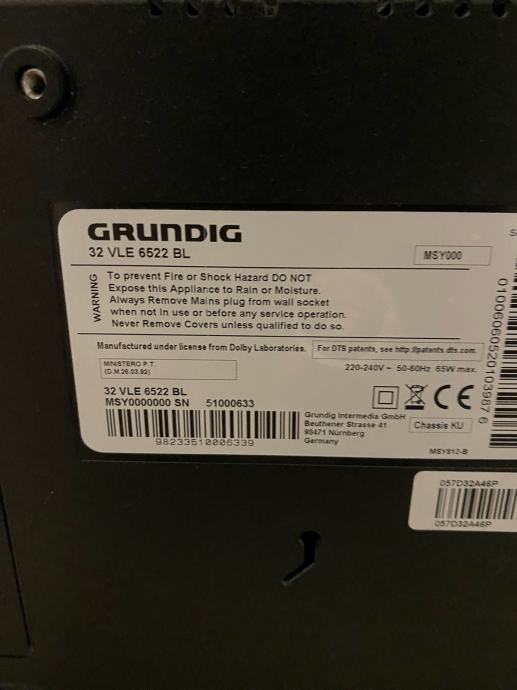 GRUNDIG
32 VLE 6522 BL
MSY000
WARNING
To prevent Fire or Shock Hazard DO NOT
Expose this Appliance to Rain or Moisture.
Always Remove Mains plug from wall socket
when not in use or before any service operation.
Never Remove Covers unless qualified to do so.
Manufactured under license from Dolby Laboratories.
For DTS patents, see http://patents.dts.com.
MINISTERO P.T.
(D.M.26.03.92)
220-240V ~ 50-60Hz 65W max.
CE
32 VLE 6522 BL
MSY0000000 SN 51000633
98233510006339
Grundig Intermedia GmbH
Beuthener Strasse 41
90471 Nürnberg
Germany
Chassis KU
MSY812-B
057D32A46P
057D32A46P